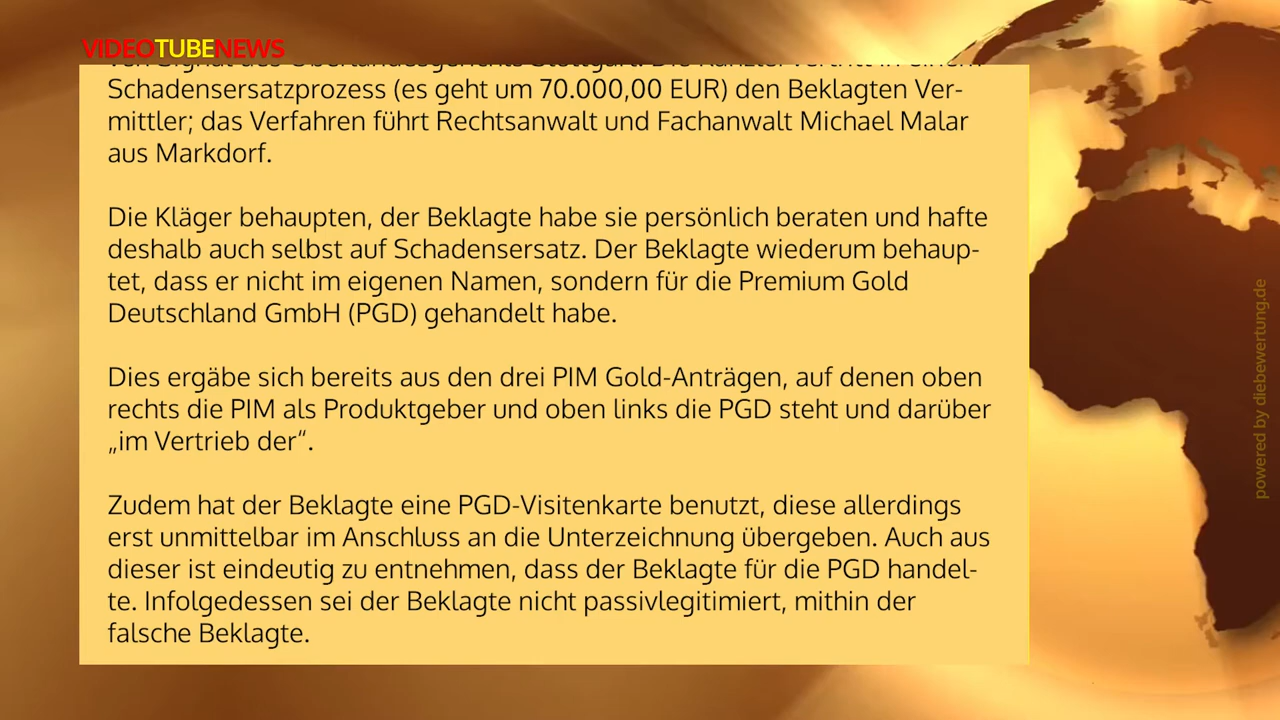 VIDEOTUBENEWS
Schadensersatzprozess (es geht um 70.000,00 EUR) den Beklagten Ver-
mittler; das Verfahren führt Rechtsanwalt und Fachanwalt Michael Malar
aus Markdorf.
Die Kläger behaupten, der Beklagte habe sie persönlich beraten und hafte
deshalb auch selbst auf Schadensersatz. Der Beklagte wiederum behaup-
tet, dass er nicht im eigenen Namen, sondern für die Premium Gold
Deutschland GmbH (PGD) gehandelt habe.
Dies ergäbe sich bereits aus den drei PIM Gold-Anträgen, auf denen oben
rechts die PIM als Produktgeber und oben links die PGD steht und darüber
„im Vertrieb der“.
Zudem hat der Beklagte eine PGD-Visitenkarte benutzt, diese allerdings
erst unmittelbar im Anschluss an die Unterzeichnung übergeben. Auch aus
dieser ist eindeutig zu entnehmen, dass der Beklagte für die PGD handel-
te. Infolgedessen sei der Beklagte nicht passivlegitimiert, mithin der
falsche Beklagte.
powered by diebewertung.de